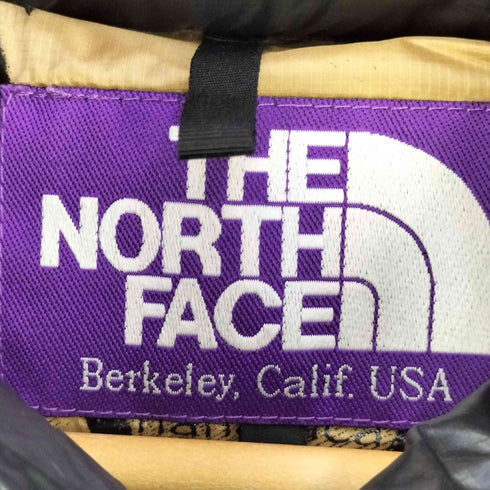 THE
NORTH
FACE
Berkeley, Calif. USA